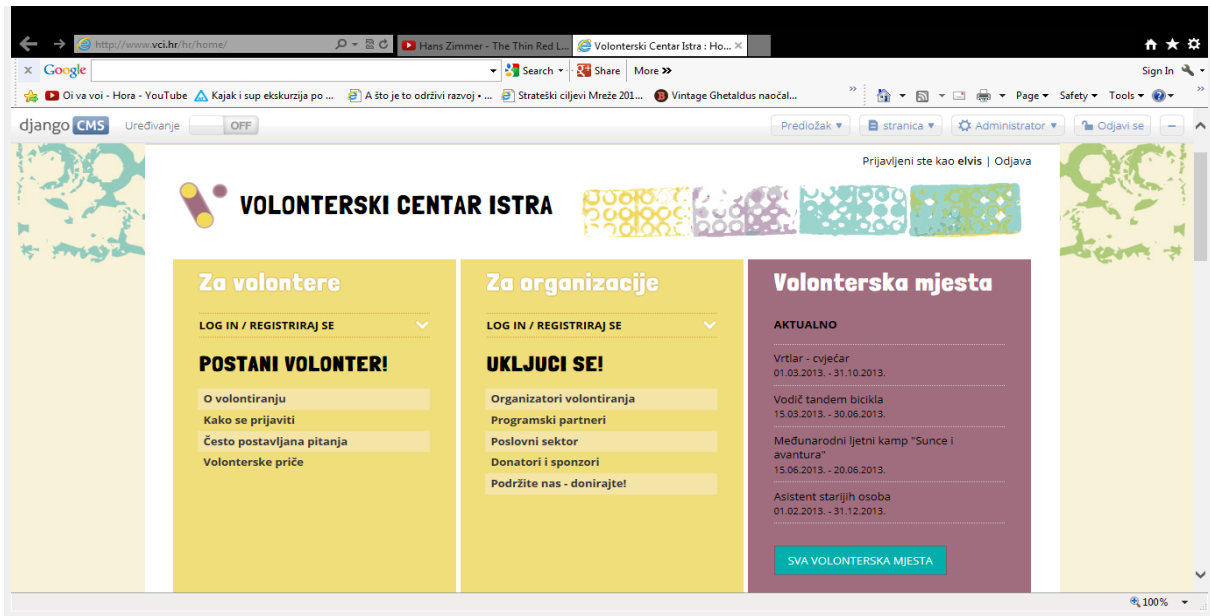 http://www.vci.hr/hr/home/
Hans Zimmer - The Thin Red L...
Volonterski Centar Istra : Ho...
x Google
Search
Share
More »
Sign In
Oi va voi - Hora - YouTube
Kajak i sup ekskurzija po ...
A što je to održivi razvoj • ...
Strateški ciljevi Mreže 201...
Vintage Ghetaldus naočal...
Page
Safety
Tools
django CMS
Uređivanje
OFF
Predložak
stranica
Administrator
Odjavi se
Prijavljeni ste kao elvis | Odjava
VOLONTERSKI CENTAR ISTRA
Za volontere
LOG IN / REGISTRIRAJ SE
POSTANI VOLONTER!
O volontiranju
Kako se prijaviti
Često postavljana pitanja
Volonterske priče
Za organizacije
LOG IN / REGISTRIRAJ SE
UKLJUCI SE!
Organizatori volontiranja
Programski partneri
Poslovni sektor
Donatori i sponzori
Podržite nas - donirajte!
Volonterska mjesta
AKTUALNO
Vrtlar - cvjećar
01.03.2013. - 31.10.2013.
Vodič tandem bicikla
15.03.2013. - 30.06.2013.
Međunarodni ljetni kamp "Sunce i
avantura"
15.06.2013. - 20.06.2013.
Asistent starijih osoba
01.02.2013. - 31.12.2013.
SVA VOLONTERSKA MJESTA
100%